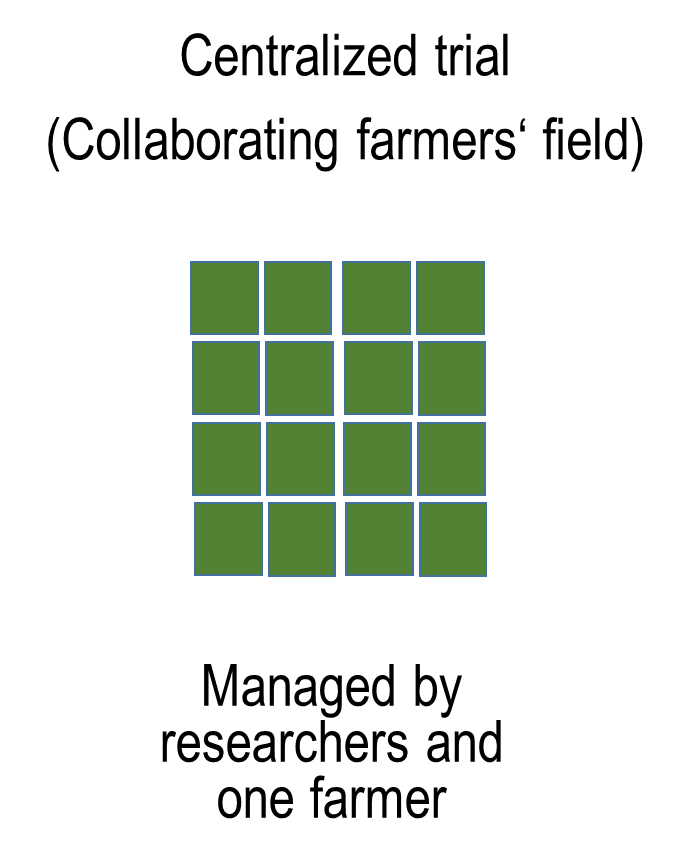 Centralized trial
(Collaborating farmers‘ field)
Managed by
researchers and
one farmer